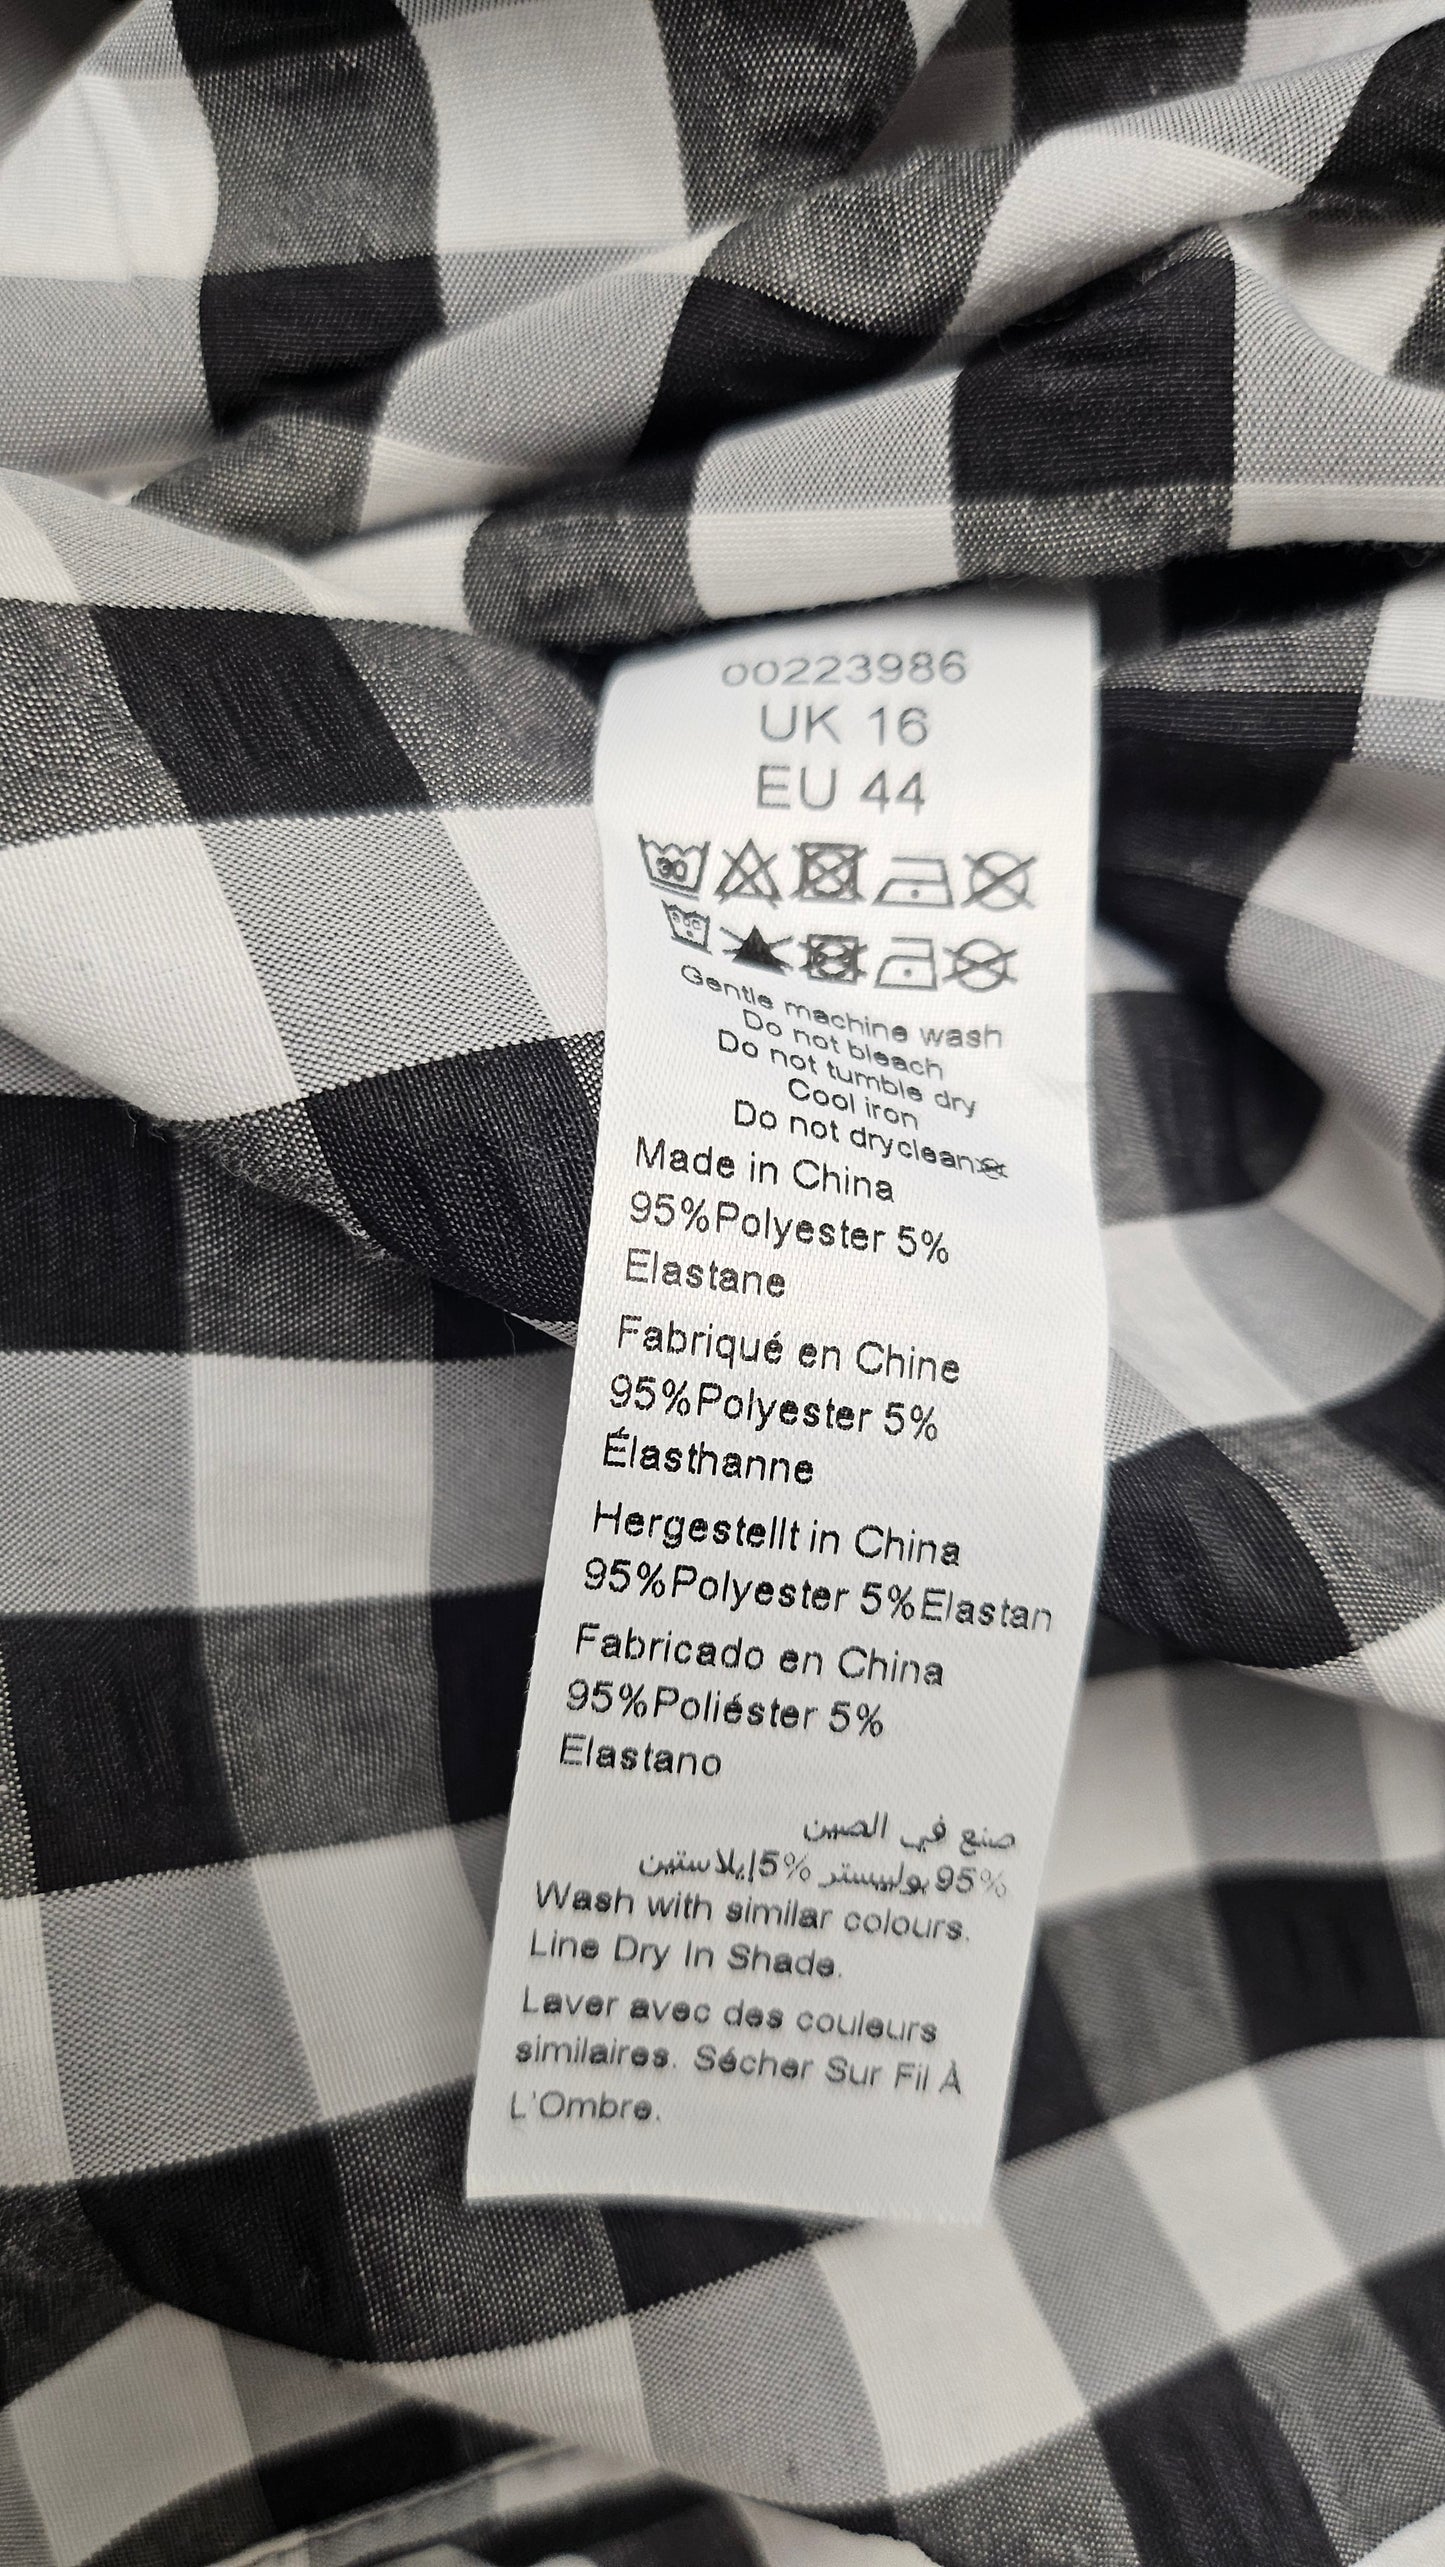 00223986
UK 16
EU 44
30
Gentle machine wash
Do not bleach
Do not tumble dry
Cool iron
Do not dryclean
Made in China
95%Polyester 5%
Elastane
Fabriqué en Chine
95%Polyester 5%
Élasthanne
Hergestellt in China
95%Polyester 5%Elastan
Fabricado en China
95%Poliéster 5%
Elastano
صنع في الصين
95%بوليستر 5%إيلاستين
Wash with similar colours.
Line Dry In Shade.
Laver avec des couleurs
similaires. Sécher Sur Fil À
L'Ombre.